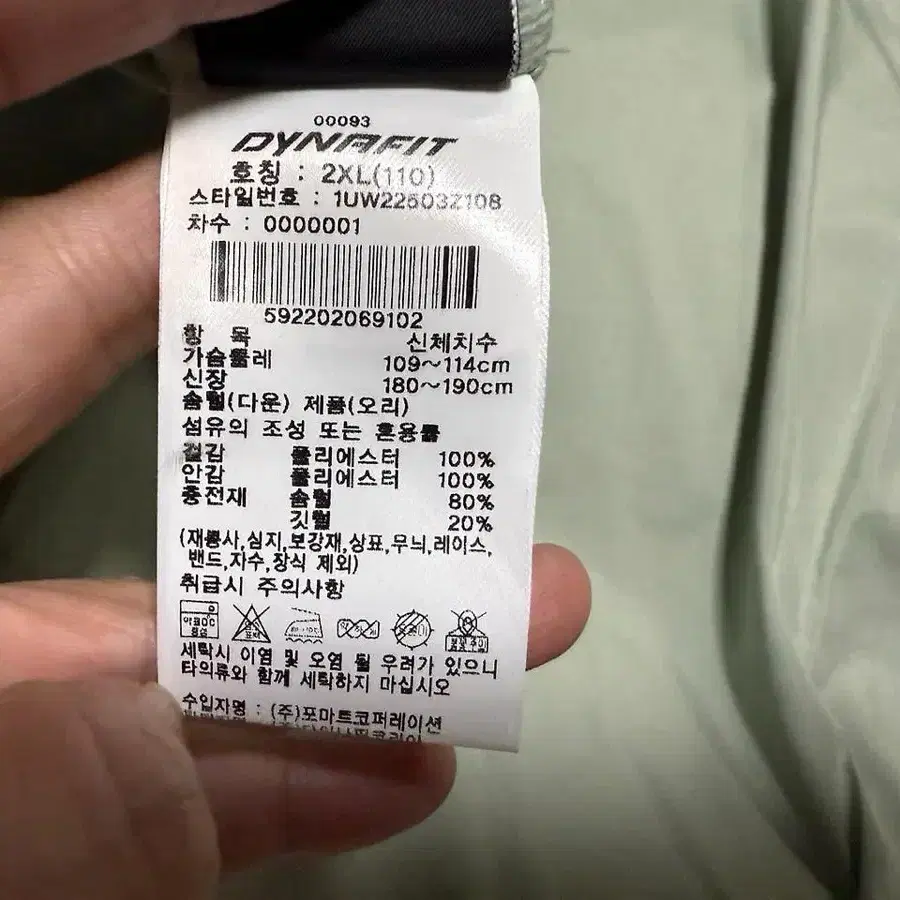 00093
DYNAFIT
호칭 : 2XL(110)
스타일번호 : 1UW22603Z108
차수 : 0000001
592202069102
항 목 신체치수
가슴둘레 109~114cm
신장 180~190cm
솜털(다운) 제품(오리)
섬유의 조성 또는 혼용률
겉감 폴리에스터 100%
안감 폴리에스터 100%
충전재 솜털 80%
깃털 20%
(재봉사,심지,보강재,상표,무늬,레이스,
밴드,자수,장식 제외)
취급시 주의사항
세탁시 이염 및 오염 될 우려가 있으니
타의류와 함께 세탁하지 마십시오
수입자명 : (주)포마트코퍼레이션